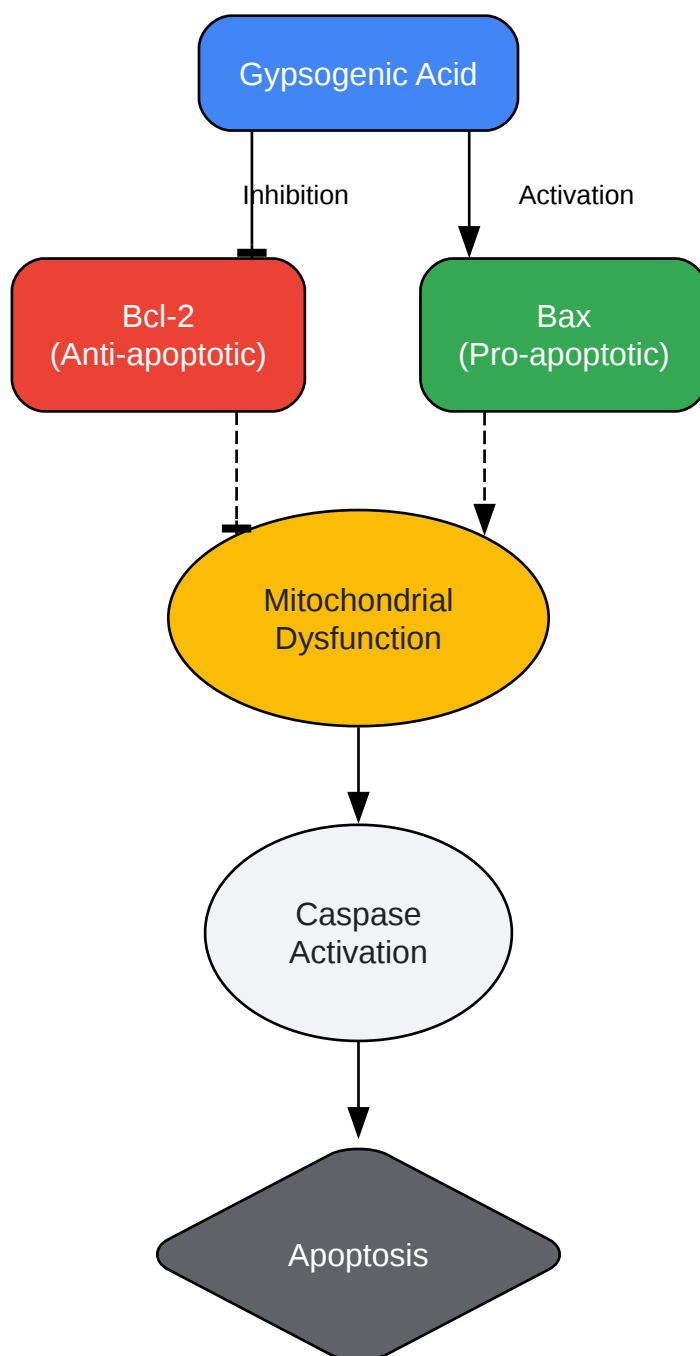 Gypsogenic Acid
Inhibition
Activation
Bcl-2
(Anti-apoptotic)
Bax
(Pro-apoptotic)
Mitochondrial
Dysfunction
Caspase
Activation
Apoptosis